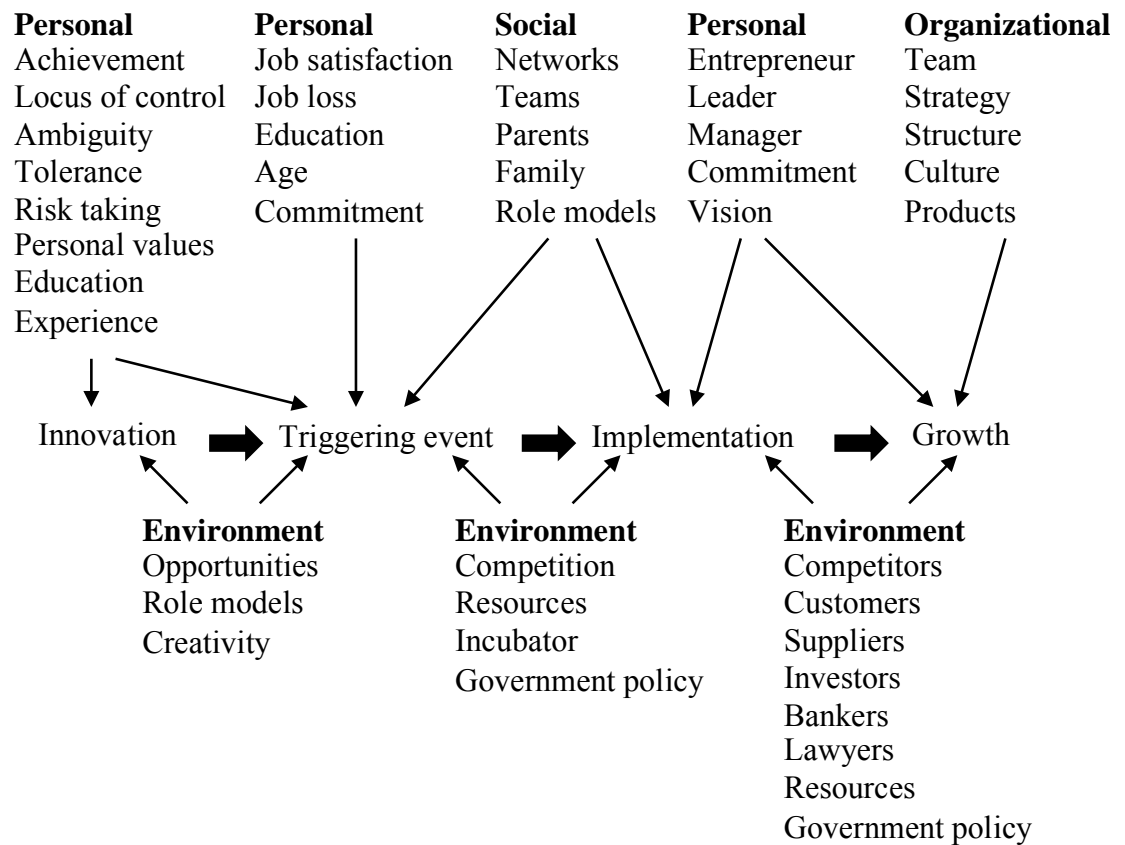 Personal
Achievement
Locus of control
Ambiguity
Tolerance
Risk taking
Personal values
Education
Experience
Personal
Job satisfaction
Job loss
Education
Age
Commitment
Social
Networks
Teams
Parents
Family
Role models
Personal
Entrepreneur
Leader
Manager
Commitment
Vision
Organizational
Team
Strategy
Structure
Culture
Products
Innovation
Triggering event
Implementation
Growth
Environment
Opportunities
Role models
Creativity
Environment
Competition
Resources
Incubator
Government policy
Environment
Competitors
Customers
Suppliers
Investors
Bankers
Lawyers
Resources
Government policy